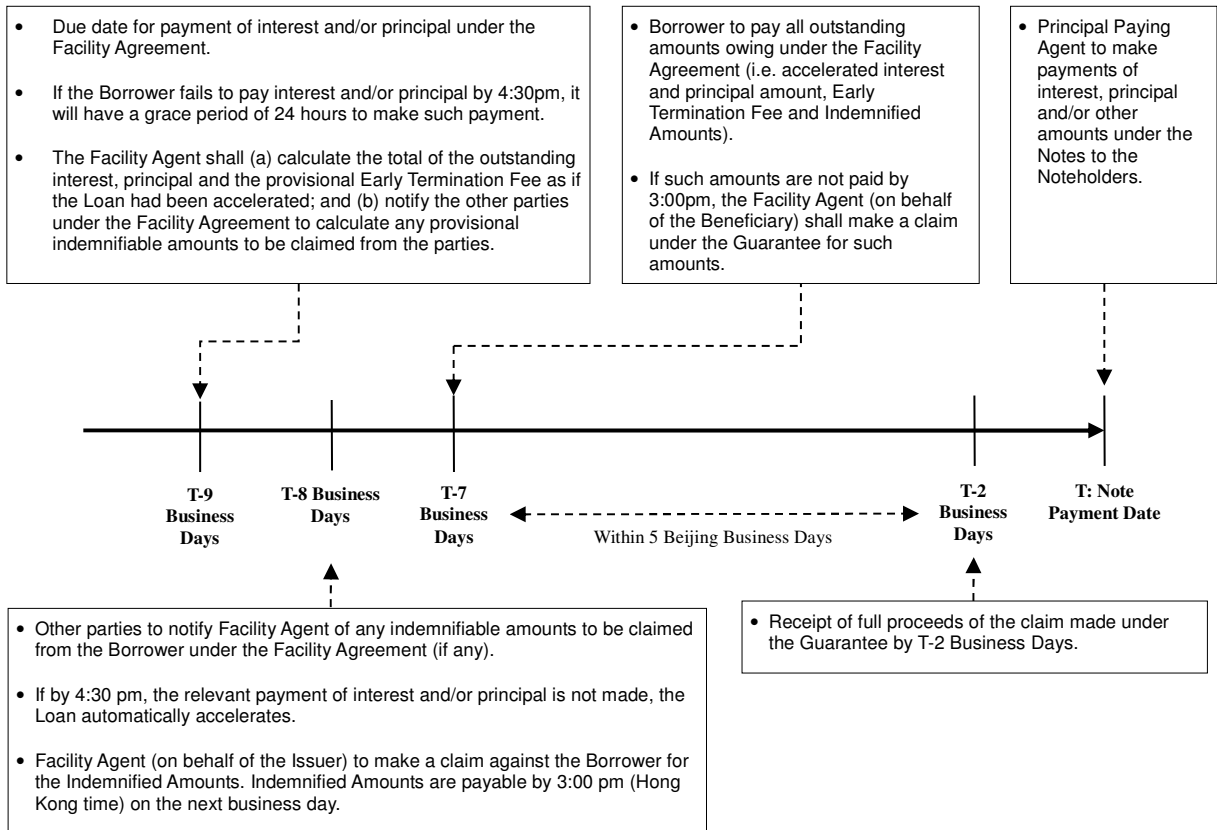 • Due date for payment of interest and/or principal under the
Facility Agreement.
• If the Borrower fails to pay interest and/or principal by 4:30pm, it
will have a grace period of 24 hours to make such payment.
• The Facility Agent shall (a) calculate the total of the outstanding
interest, principal and the provisional Early Termination Fee as if
the Loan had been accelerated; and (b) notify the other parties
under the Facility Agreement to calculate any provisional
indemnifiable amounts to be claimed from the parties.
• Borrower to pay all outstanding
amounts owing under the Facility
Agreement (i.e. accelerated interest
and principal amount, Early
Termination Fee and Indemnified
Amounts).
• If such amounts are not paid by
3:00pm, the Facility Agent (on behalf
of the Beneficiary) shall make a claim
under the Guarantee for such
amounts.
• Principal Paying
Agent to make
payments of
interest, principal
and/or other
amounts under the
Notes to the
Noteholders.
T-9
Business
Days
T-8 Business
Days
T-7
Business
Days
Within 5 Beijing Business Days
T-2
Business
Days
T: Note
Payment Date
• Other parties to notify Facility Agent of any indemnifiable amounts to be claimed
from the Borrower under the Facility Agreement (if any).
• If by 4:30 pm, the relevant payment of interest and/or principal is not made, the
Loan automatically accelerates.
• Facility Agent (on behalf of the Issuer) to make a claim against the Borrower for
the Indemnified Amounts. Indemnified Amounts are payable by 3:00 pm (Hong
Kong time) on the next business day.
• Receipt of full proceeds of the claim made under
the Guarantee by T-2 Business Days.